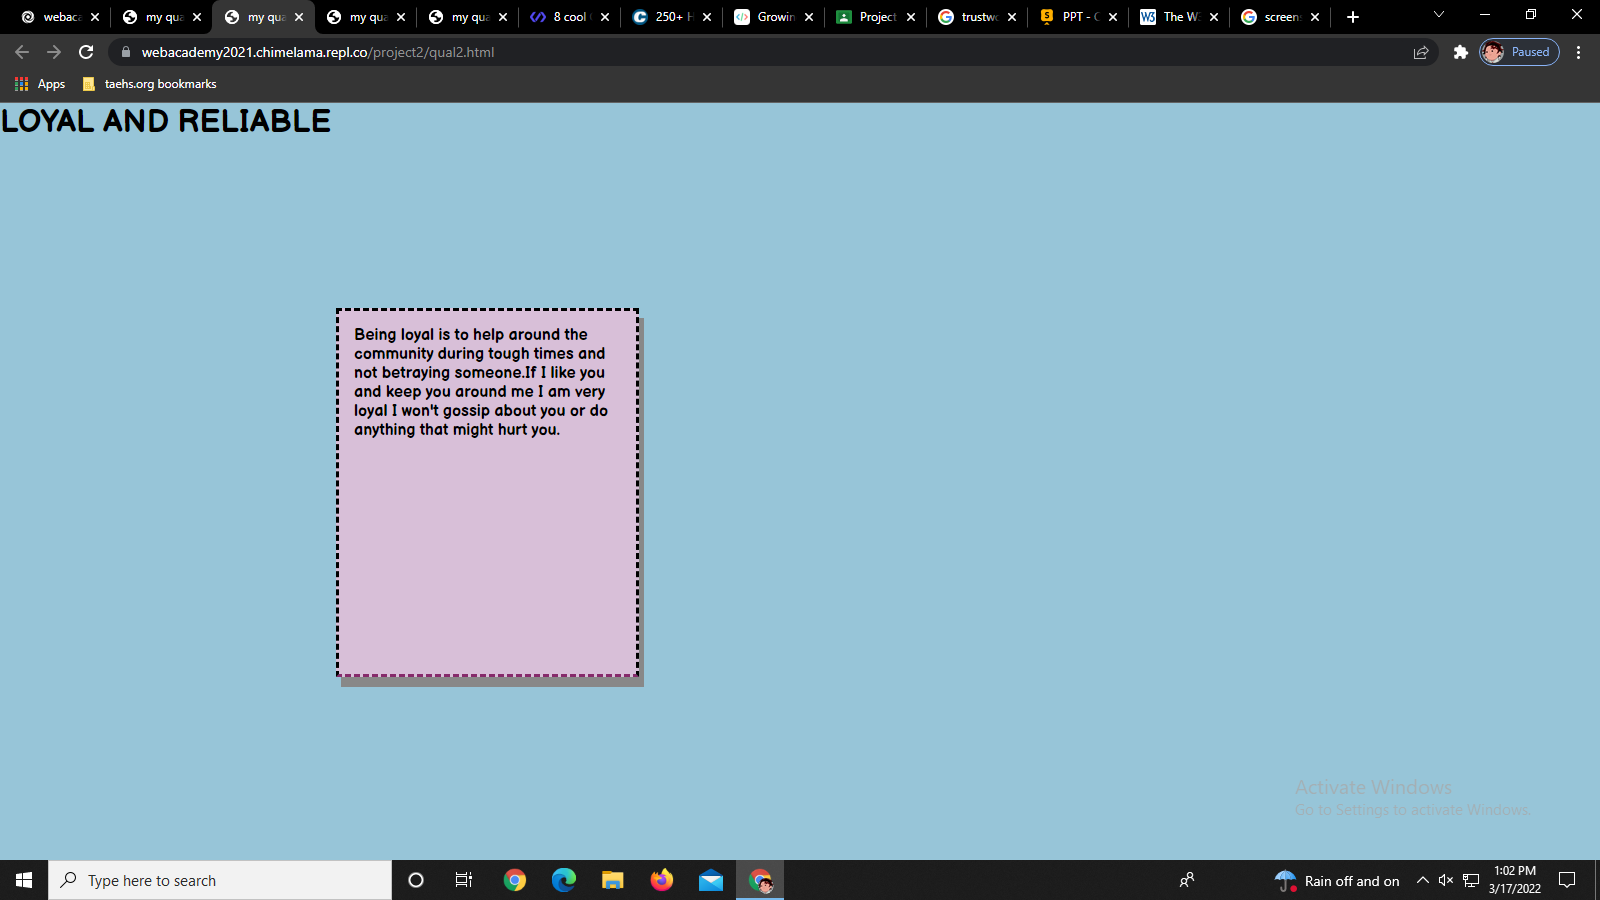 webaca
my qua
my qua
my qua
my qua
8 cool
250+ H
Growin
Project
trustwo
PPT - C
The W3
screens
webacademy2021.chimelama.repl.co/project2/qual2.html
Paused
Apps
taehs.org bookmarks
LOYAL AND RELIABLE
Being loyal is to help around the
community during tough times and
not betraying someone.If I like you
and keep you around me I am very
loyal I won't gossip about you or do
anything that might hurt you.
Activate Windows
Go to Settings to activate Windows.
Type here to search
Rain off and on
1:02 PM
3/17/2022